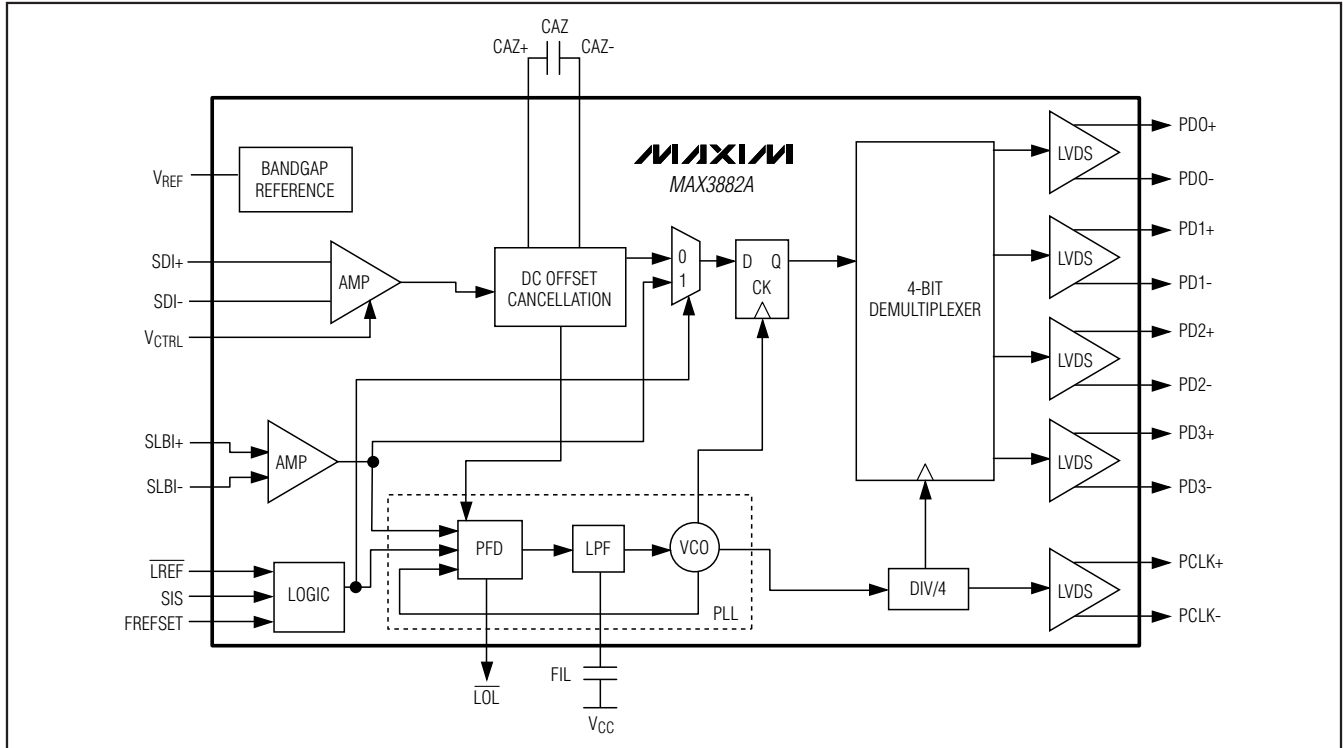 CAZ
CAZ+ CAZ-
MAXIM
MAX3882A
BANDGAP
REFERENCE
VREF
SDI+
SDI-
VCTRL
AMP
DC OFFSET
CANCELLATION
0
1
D Q
CK
4-BIT
DEMULTIPLEXER
LVDS
PD0+
PD0-
LVDS
PD1+
PD1-
LVDS
PD2+
PD2-
LVDS
PD3+
PD3-
SLBI+
SLBI-
AMP
LREF
SIS
FREFSET
LOGIC
PFD
LPF
VCO
PLL
DIV/4
LVDS
PCLK+
PCLK-
LOL
FIL
VCC